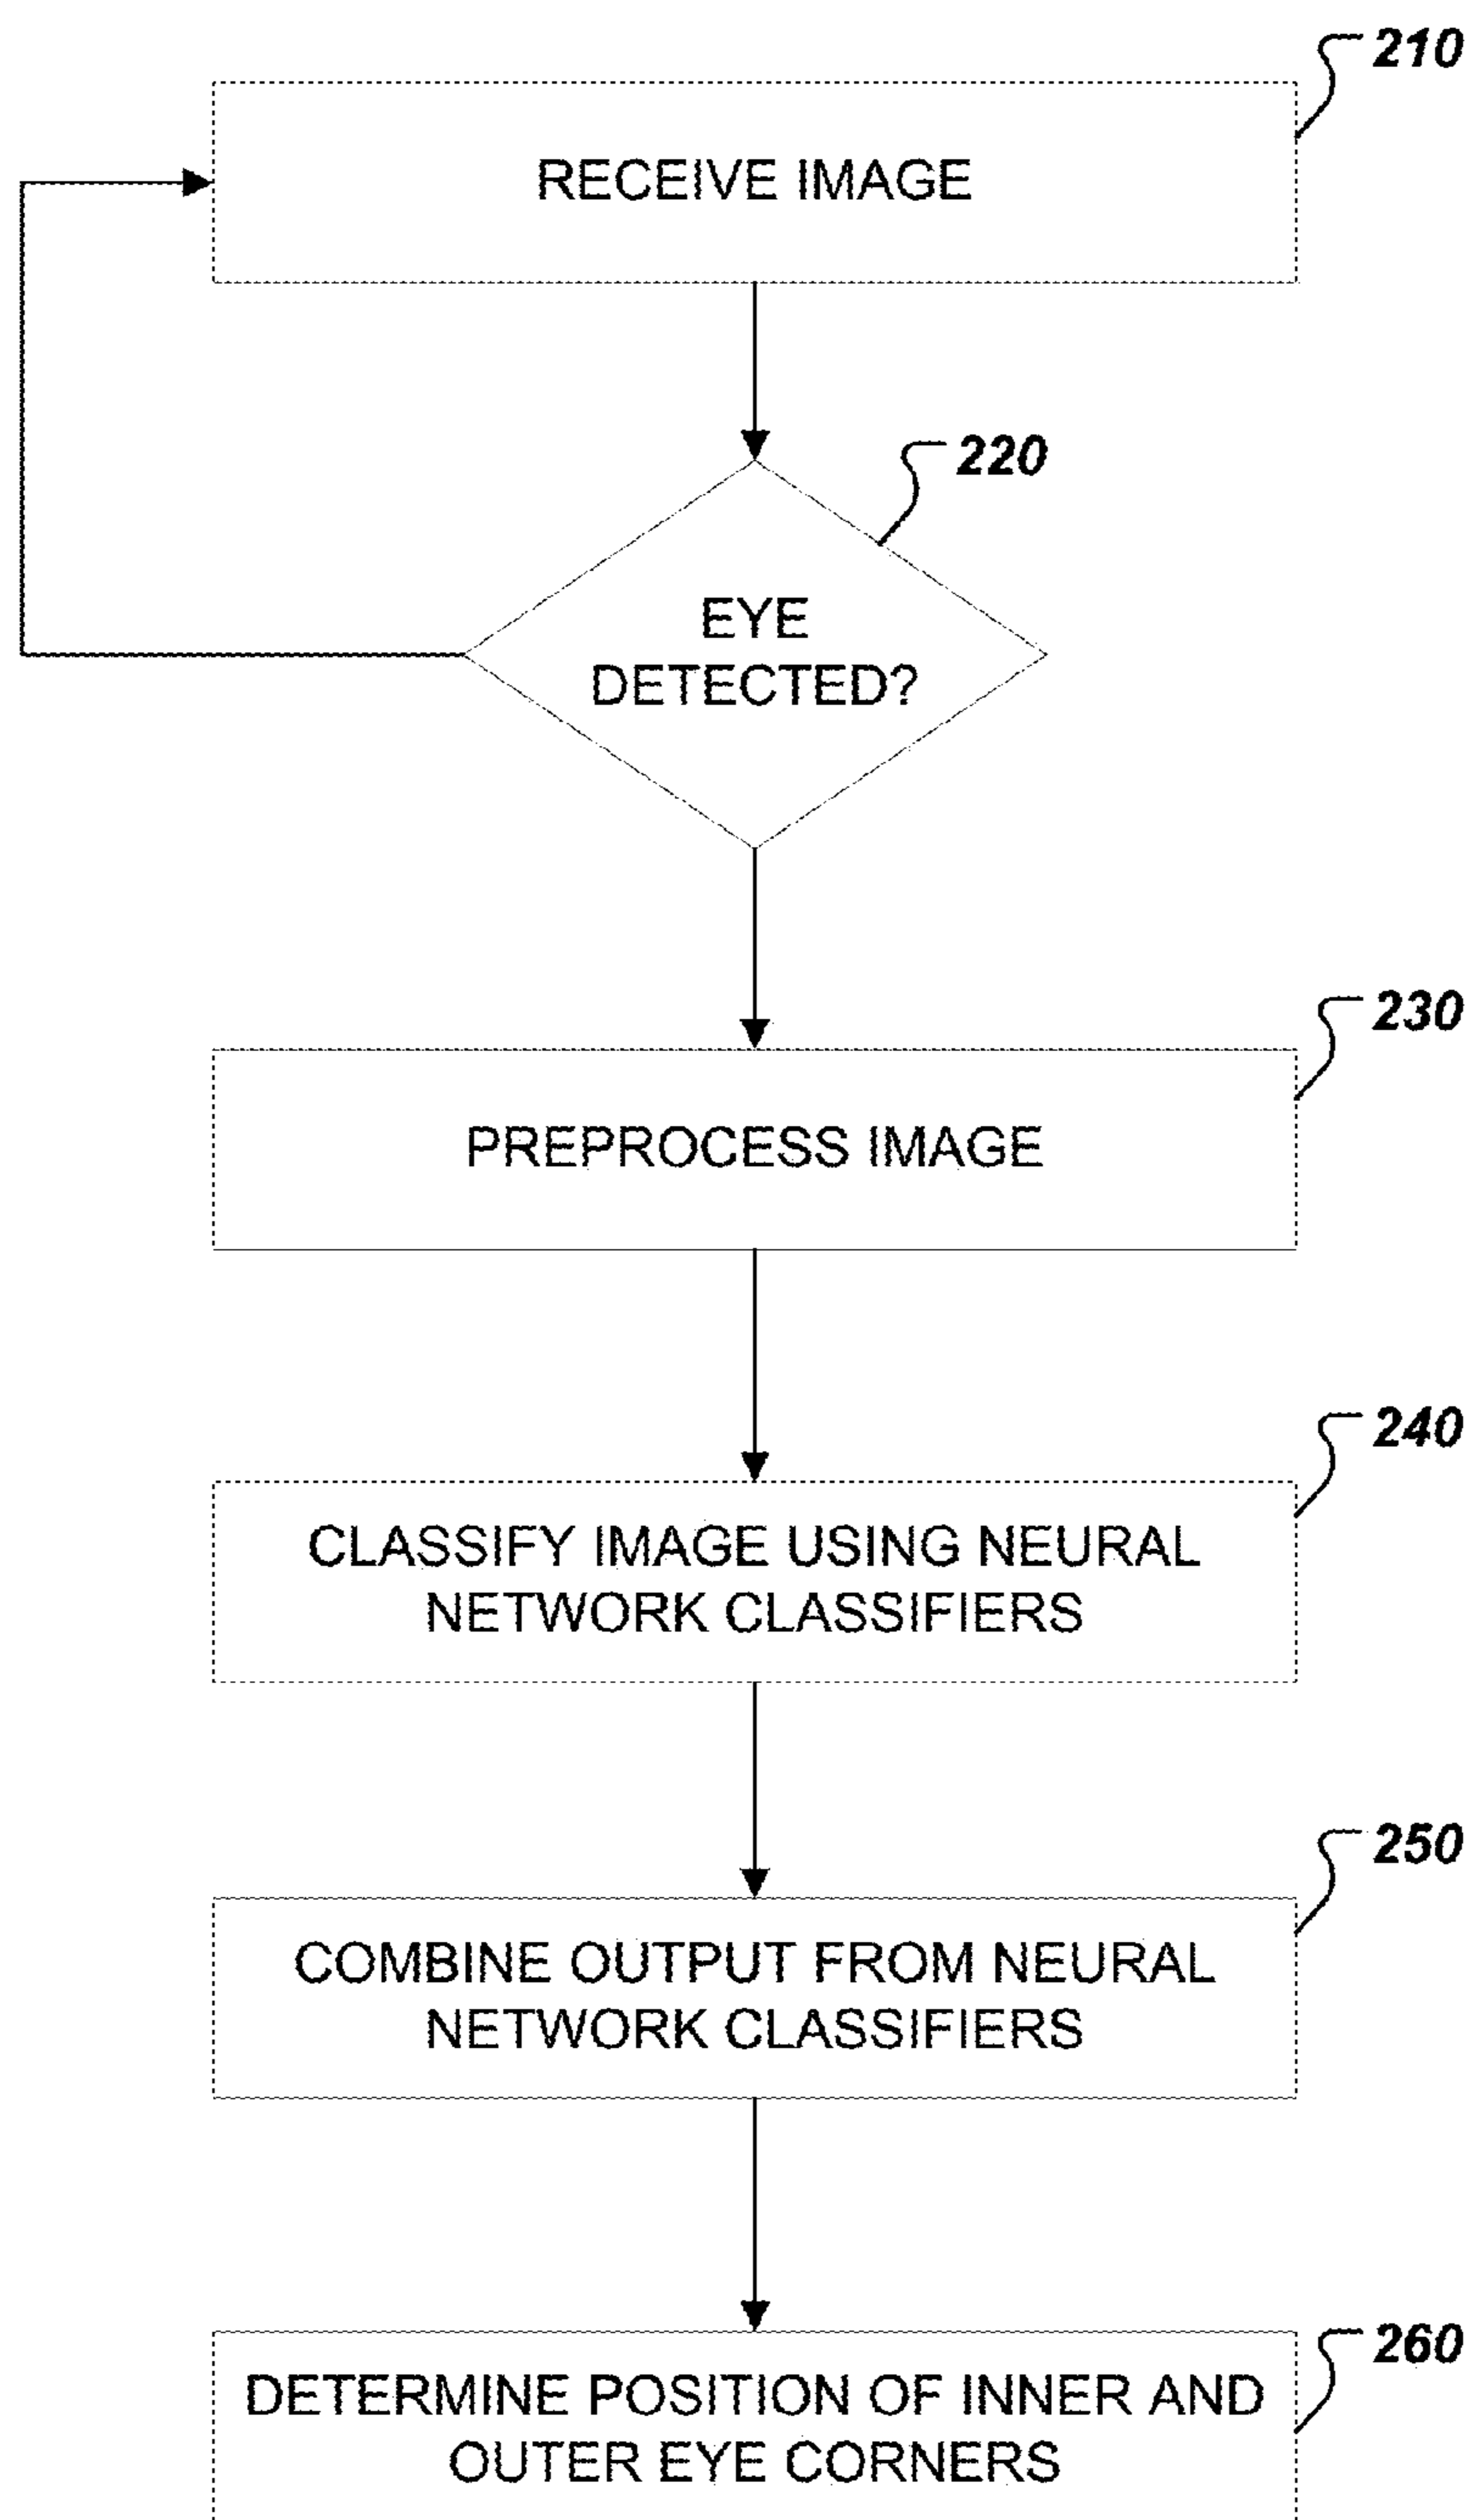 210
RECEIVE IMAGE
220
EYE
DETECTED?
230
PREPROCESS IMAGE
240
CLASSIFY IMAGE USING NEURAL
NETWORK CLASSIFIERS
250
COMBINE OUTPUT FROM NEURAL
NETWORK CLASSIFIERS
260
DETERMINE POSITION OF INNER AND
OUTER EYE CORNERS